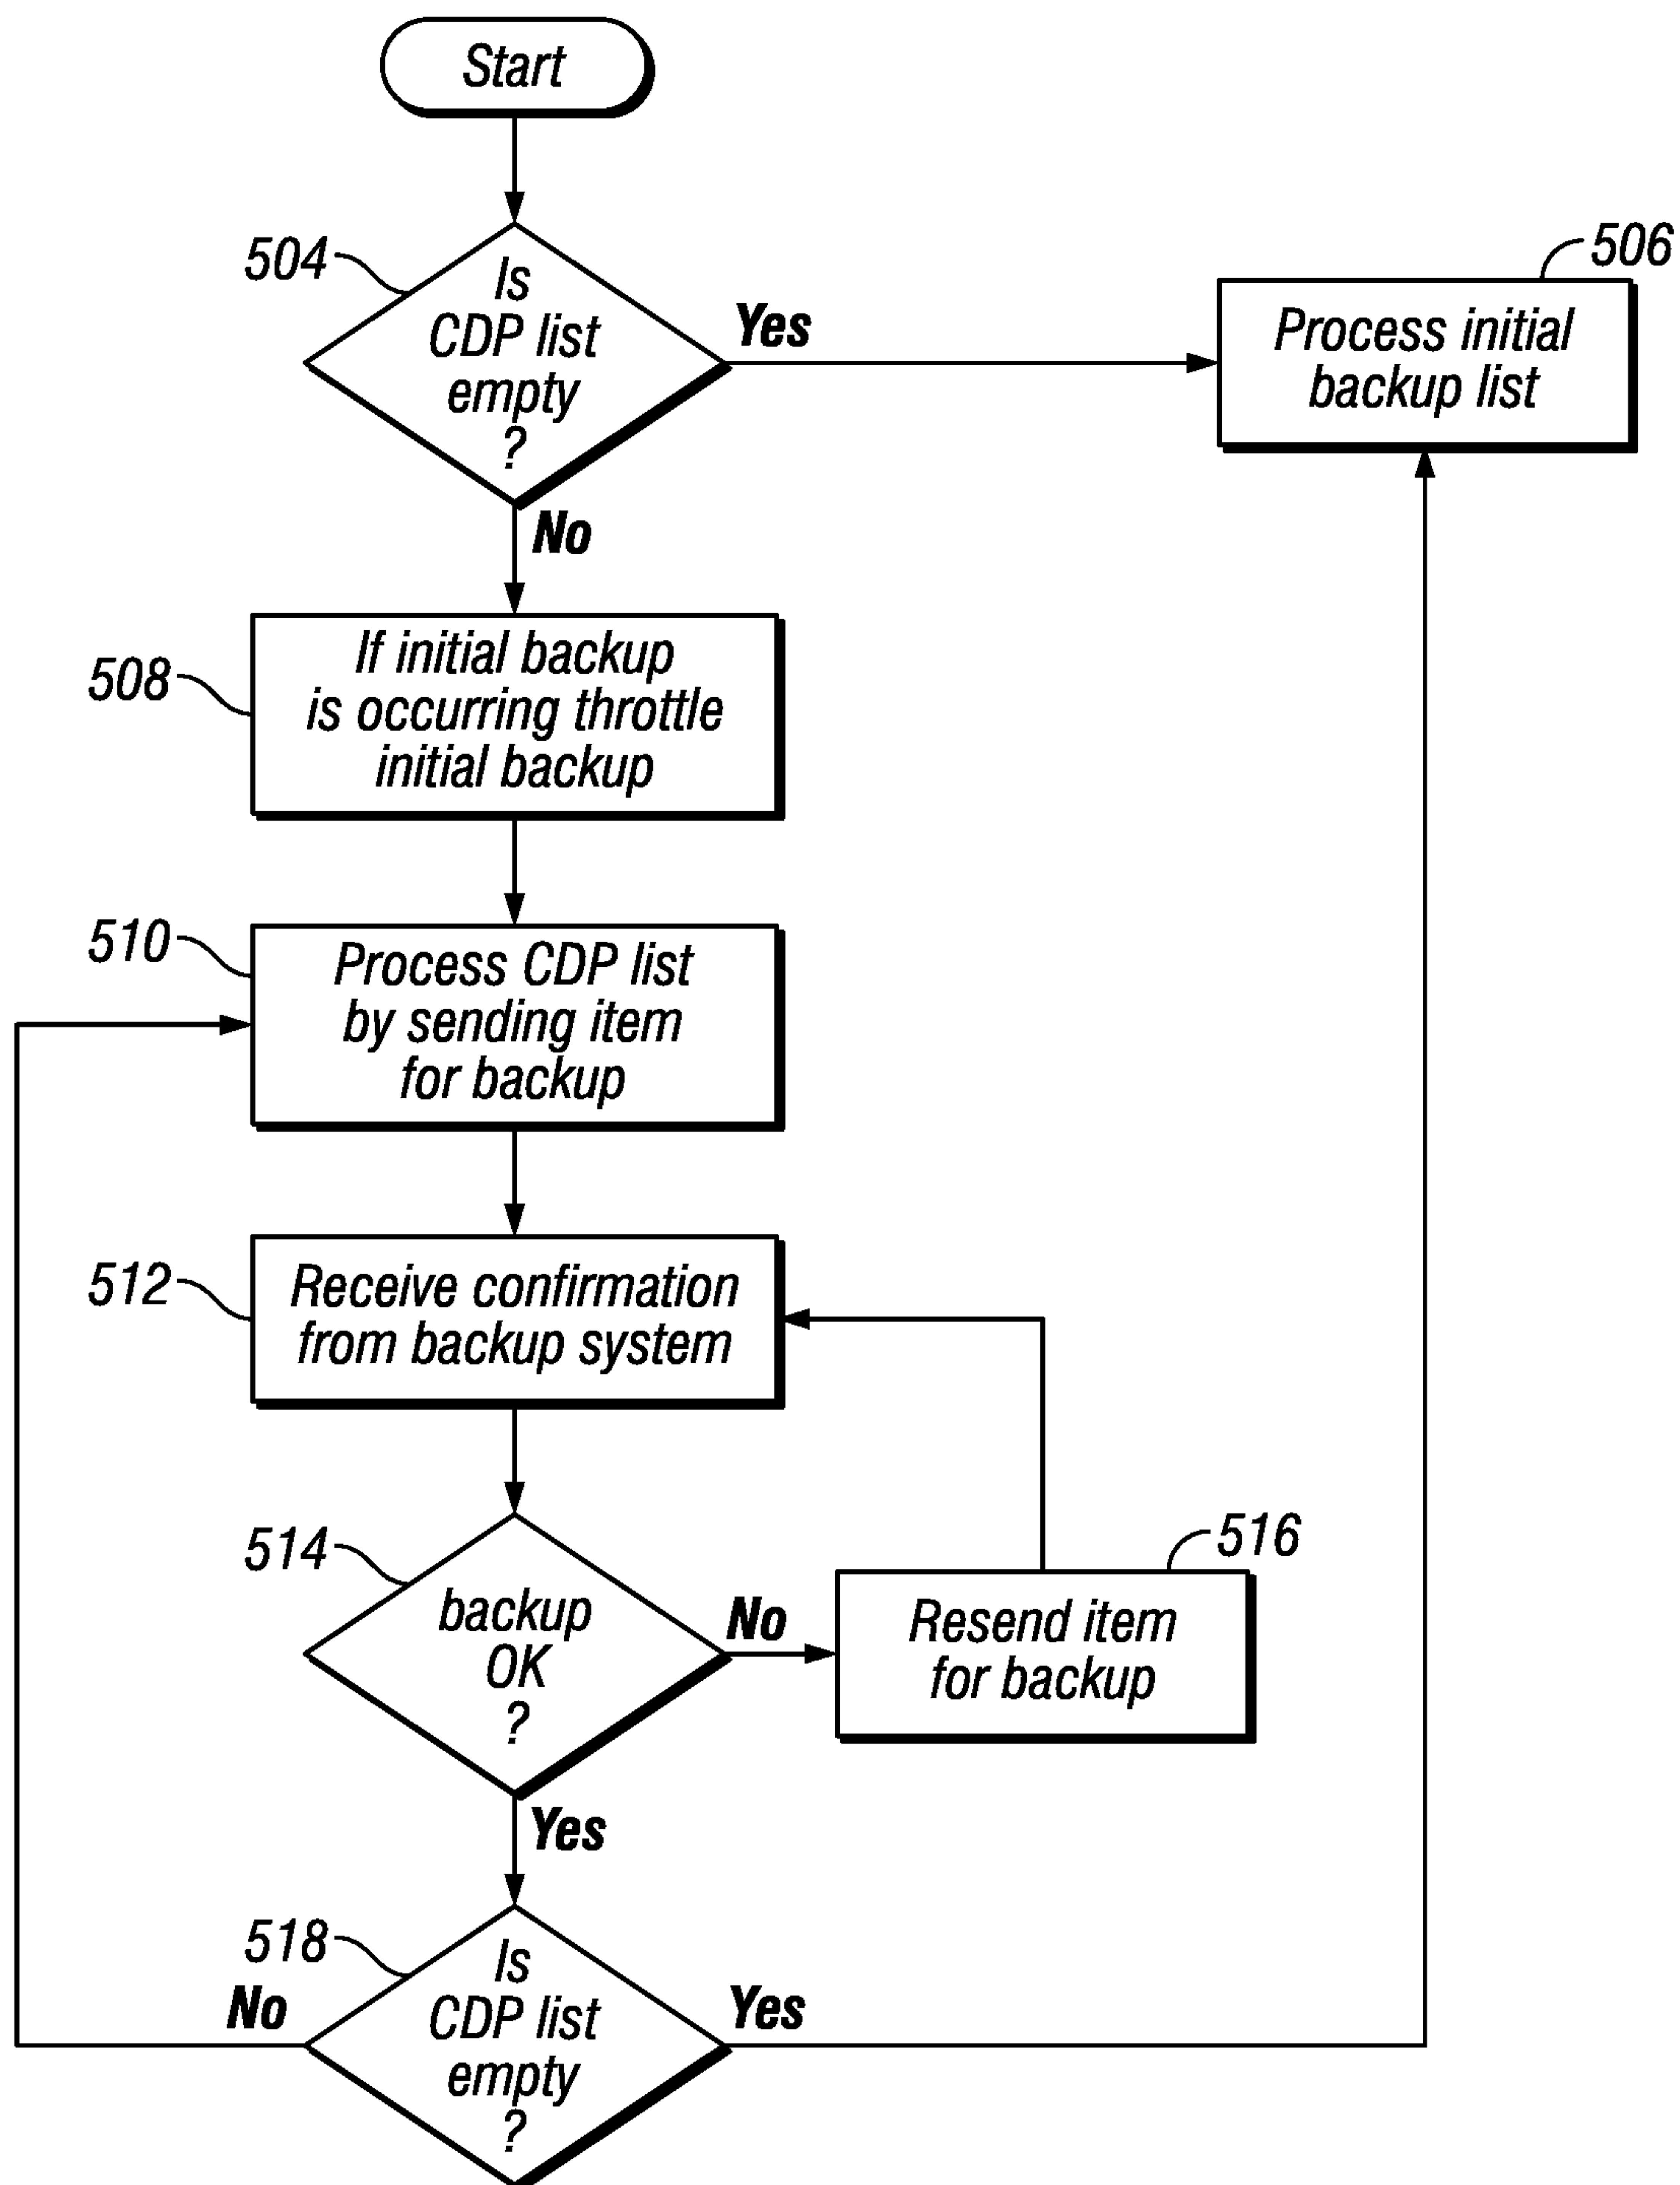 Start
504
Is
CDP list
empty
?
Yes
506
Process initial
backup list
No
508
If initial backup
is occurring throttle
initial backup
510
Process CDP list
by sending item
for backup
512
Receive confirmation
from backup system
514
backup
OK
?
No
516
Resend item
for backup
Yes
518
Is
CDP list
empty
?
No
Yes